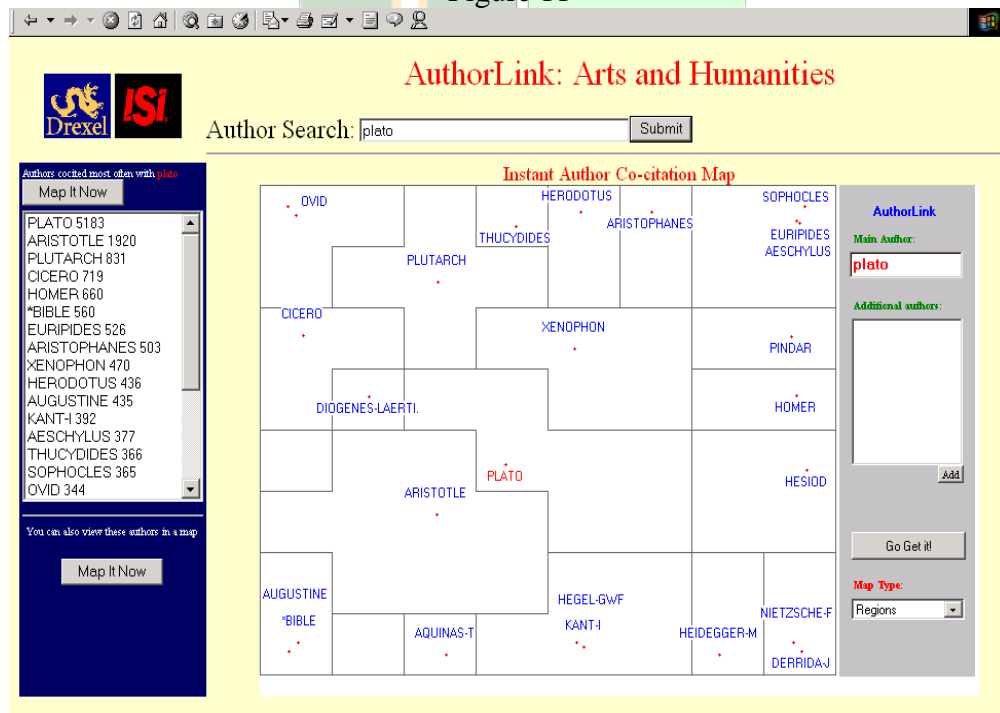 AuthorLink: Arts and Humanities
Drexel
ISI
Author Search: plato Submit
Authors cocited most often with plato
Map It Now
PLATO 5183
ARISTOTLE 1920
PLUTARCH 831
CICERO 719
HOMER 660
*BIBLE 560
EURIPIDES 526
ARISTOPHANES 503
XENOPHON 470
HERODOTUS 436
AUGUSTINE 435
KANT-I 392
AESCHYLUS 377
THUCYDIDES 366
SOPHOCLES 365
OVID 344
You can also view these authors in a map
Map It Now
Instant Author Co-citation Map
OVID
HERODOTUS
SOPHOCLES
ARISTOPHANES
THUCYDIDES
EURIPIDES
AESCHYLUS
PLUTARCH
CICERO
XENOPHON
PINDAR
DIOGENES-LAERTI.
HOMER
PLATO
HESIOD
ARISTOTLE
AUGUSTINE
*BIBLE
HEGEL-GWF
KANT-I
NIETZSCHE-F
AQUINAS-T
HEIDEGGER-M
DERRIDA-J
AuthorLink
Main Author:
plato
Additional authors:
Add
Go Get it!
Map Type:
Regions